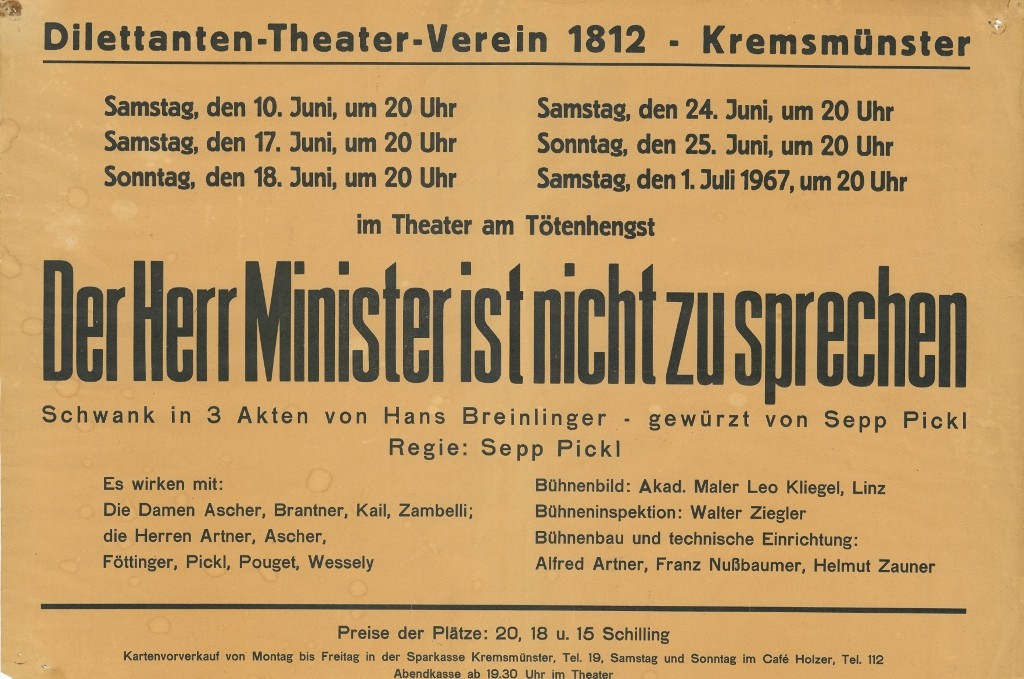 Dilettanten-Theater-Verein 1812 - Kremsmünster
Samstag, den 10. Juni, um 20 Uhr
Samstag, den 17. Juni, um 20 Uhr
Sonntag, den 18. Juni, um 20 Uhr
Samstag, den 24. Juni, um 20 Uhr
Sonntag, den 25. Juni, um 20 Uhr
Samstag, den 1. Juli 1967, um 20 Uhr
im Theater am Tötenhengst
Der Herr Minister ist nicht zu sprechen
Schwank in 3 Akten von Hans Breinlinger - gewürzt von Sepp Pickl
Regie: Sepp Pickl
Es wirken mit:
Die Damen Ascher, Brantner, Kail, Zambelli;
die Herren Artner, Ascher,
Föttinger, Pickl, Pouget, Wessely
Bühnenbild: Akad. Maler Leo Kliegel, Linz
Bühneninspektion: Walter Ziegler
Bühnenbau und technische Einrichtung:
Alfred Artner, Franz Nußbaumer, Helmut Zauner
Preise der Plätze: 20, 18 u. 15 Schilling
Kartenvorverkauf von Montag bis Freitag in der Sparkasse Kremsmünster, Tel. 19, Samstag und Sonntag im Café Holzer, Tel. 112
Abendkasse ab 19.30 Uhr im Theater